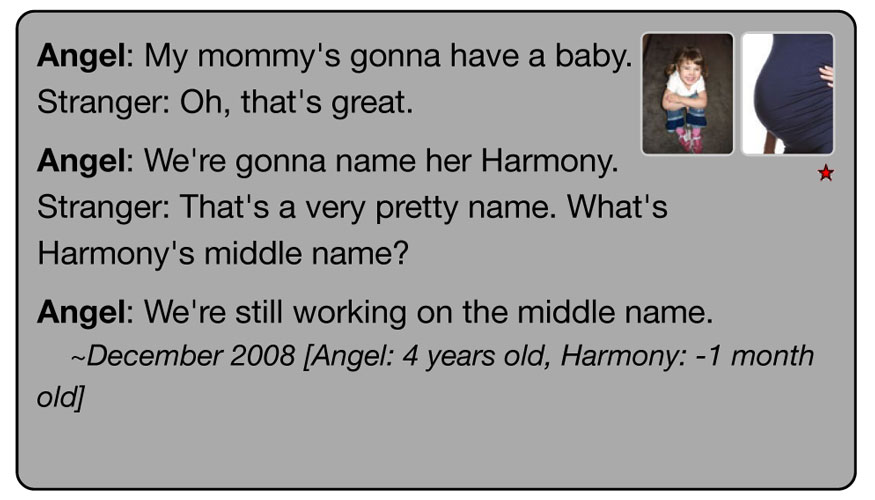 Angel: My mommy's gonna have a baby.
Stranger: Oh, that's great.
Angel: We're gonna name her Harmony.
Stranger: That's a very pretty name. What's
Harmony's middle name?
Angel: We're still working on the middle name.
~December 2008 [Angel: 4 years old, Harmony: -1 month
old]